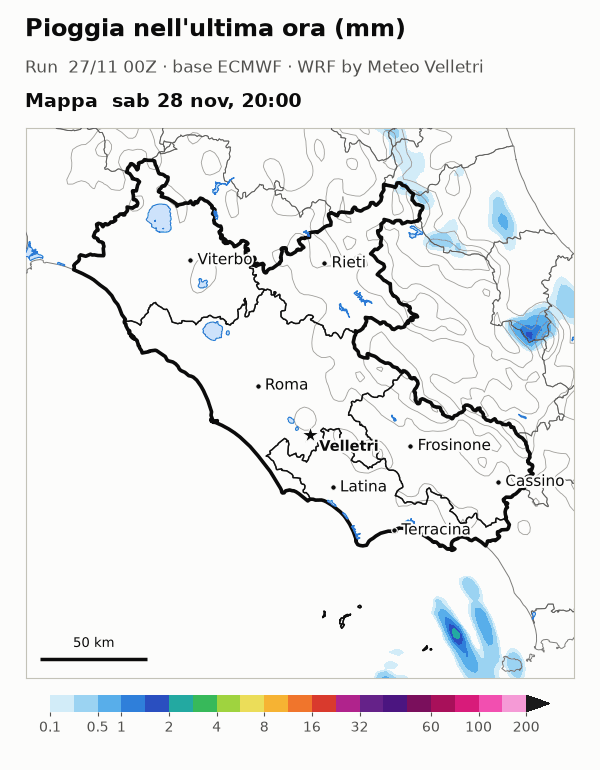 Pioggia nell'ultima ora (mm)
Run  27/11 00Z · base ECMWF · WRF by Meteo Velletri
Mappa  sab 28 nov, 20:00
Viterbo
Rieti
Roma
Velletri
Frosinone
Latina
Cassino
Terracina
50 km
0.1 0.5 1 2 4 8 16 32 60 100 200